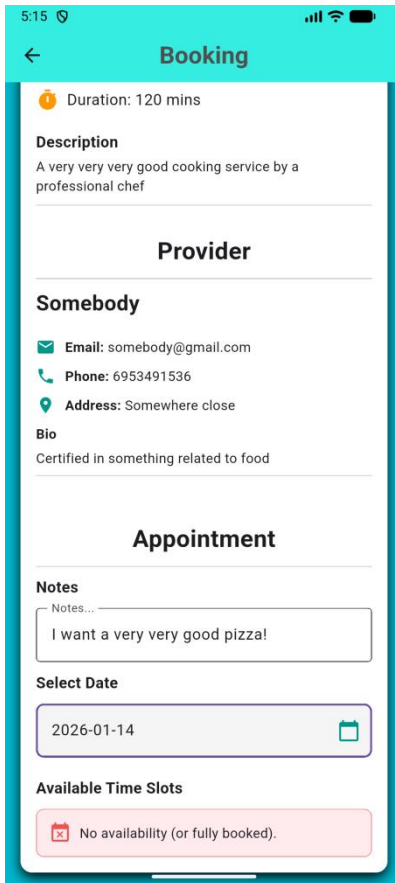 5:15
Booking
Duration: 120 mins
Description
A very very very good cooking service by a
professional chef
Provider
Somebody
Email: somebody@gmail.com
Phone: 6953491536
Address: Somewhere close
Bio
Certified in something related to food
Appointment
Notes
Notes...
I want a very very good pizza!
Select Date
2026-01-14
Available Time Slots
No availability (or fully booked).